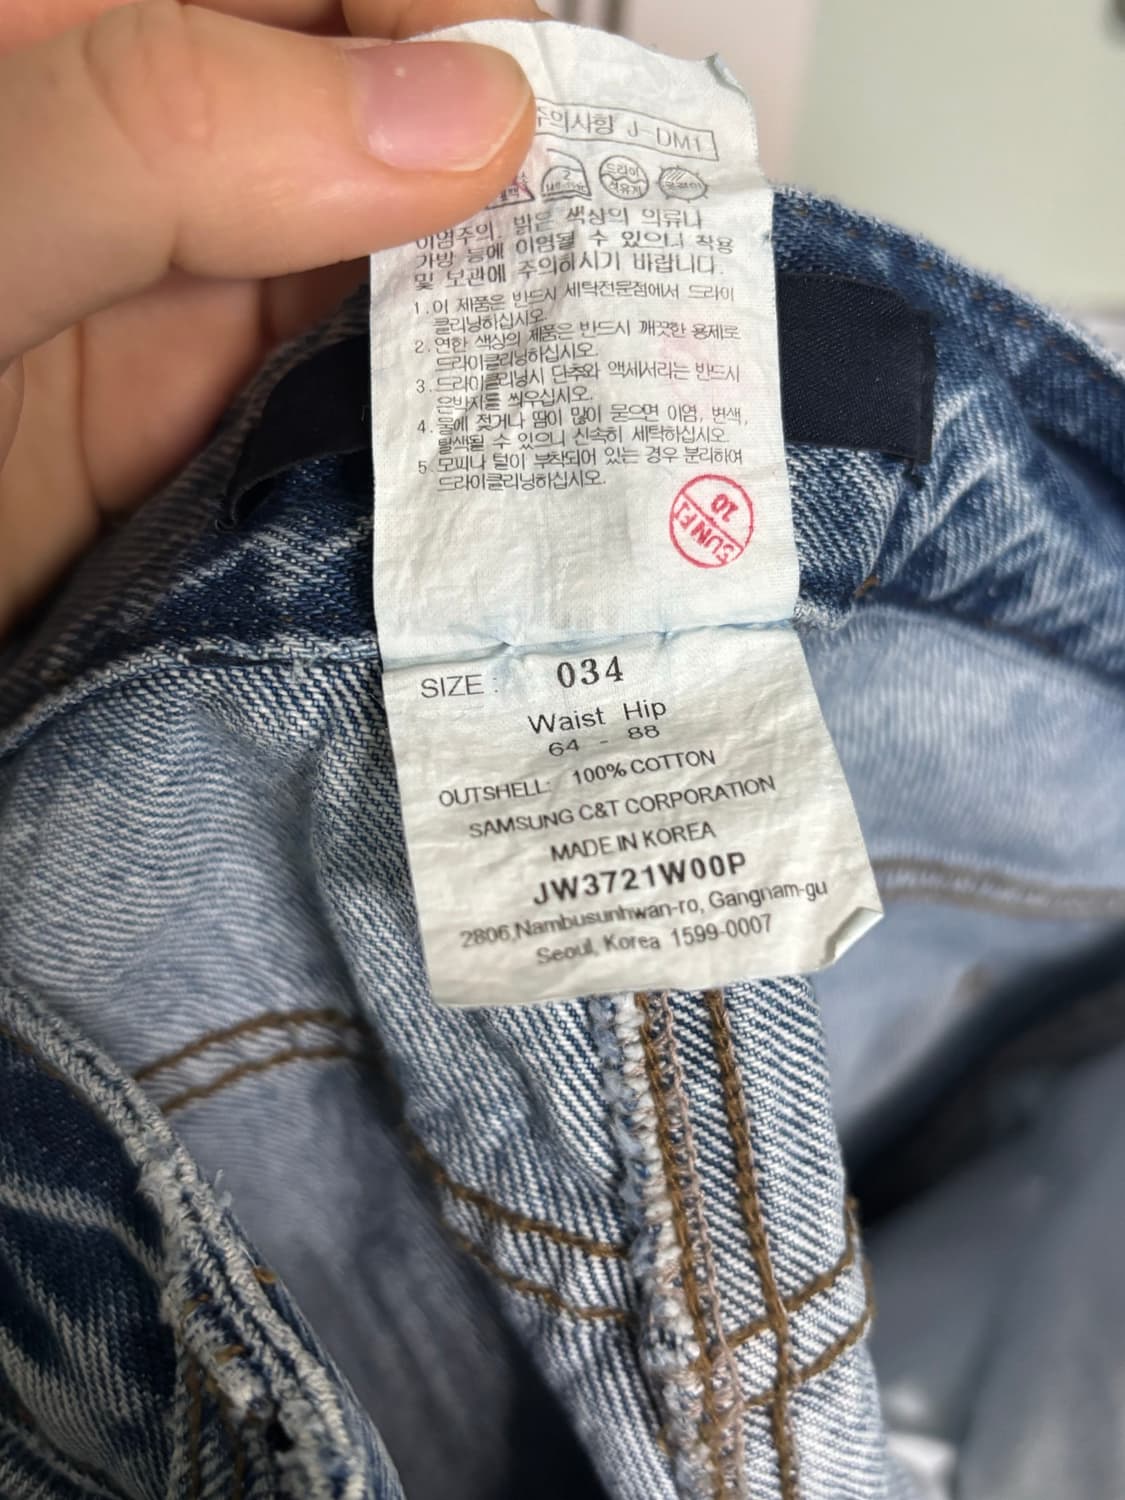 주의사항 J-DM1
드라이
석유계
이염주의. 밝은 색상의 의류나
가방 등에 이염될 수 있으니 착용
및 보관에 주의하시기 바랍니다.
1. 이 제품은 반드시 세탁전문점에서 드라이
클리닝하십시오.
2. 연한 색상의 제품은 반드시 깨끗한 용제로
드라이클리닝하십시오.
3. 드라이클리닝시 단추와 액세서리는 반드시
은박지를 씌우십시오.
4. 물에 젖거나 땀이 많이 묻으면 이염, 변색,
탈색될 수 있으니 신속히 세탁하십시오.
5. 모피나 털이 부착되어 있는 경우 분리하여
드라이클리닝하십시오.
SUNFI
20
SIZE : 034
Waist Hip
64 - 88
OUTSHELL: 100% COTTON
SAMSUNG C&T CORPORATION
MADE IN KOREA
JW3721W00P
2806,Nambusunhwan-ro, Gangnam-gu
Seoul, Korea 1599-0007